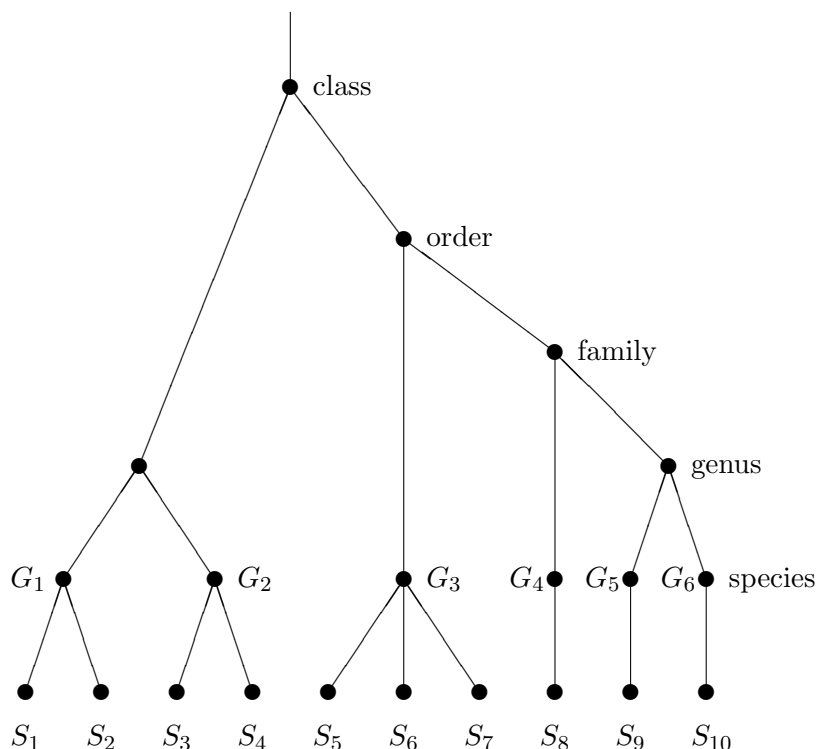 class
order
family
genus
G₁ G₂ G₃ G₄ G₅ G₆ species
S₁ S₂ S₃ S₄ S₅ S₆ S₇ S₈ S₉ S₁₀